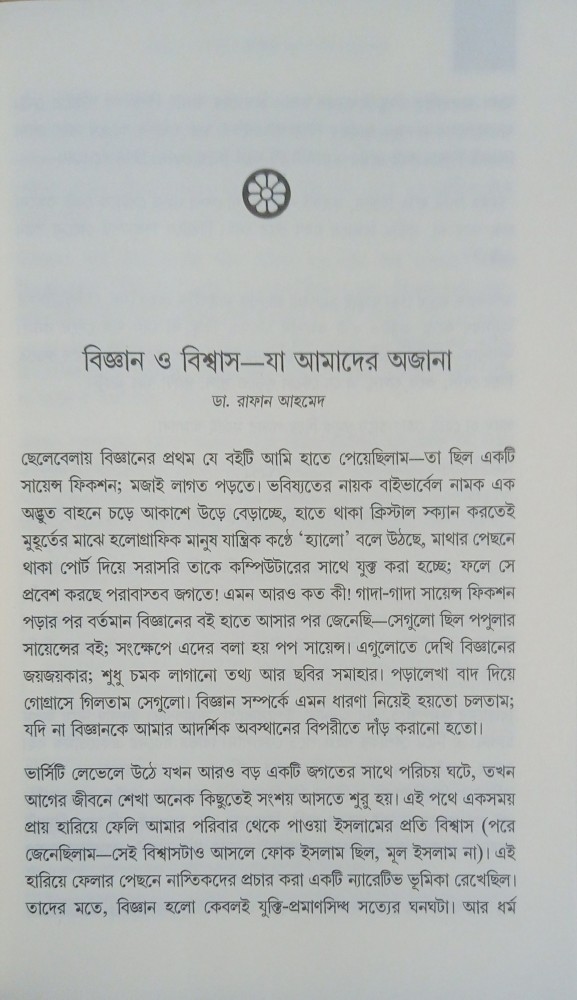 বিজ্ঞান ও বিশ্বাস—যা আমাদের অজানা
ডা. রাফান আহমেদ
ছেলেবেলায় বিজ্ঞানের প্রথম যে বইটি আমি হাতে পেয়েছিলাম—তা ছিল একটি
সায়েন্স ফিকশন; মজাই লাগত পড়তে। ভবিষ্যতের নায়ক বাইভার্বেল নামক এক
অদ্ভুত বাহনে চড়ে আকাশে উড়ে বেড়াচ্ছে, হাতে থাকা ক্রিস্টাল স্ক্যান করতেই
মুহূর্তের মাঝে হলোগ্রাফিক মানুষ যান্ত্রিক কণ্ঠে ‘হ্যালো’ বলে উঠছে, মাথার পেছনে
থাকা পোর্ট দিয়ে সরাসরি তাকে কম্পিউটারের সাথে যুক্ত করা হচ্ছে; ফলে সে
প্রবেশ করছে পরাবাস্তব জগতে! এমন আরও কত কী! গাদা-গাদা সায়েন্স ফিকশন
পড়ার পর বর্তমান বিজ্ঞানের বই হাতে আসার পর জেনেছি—সেগুলো ছিল পপুলার
সায়েন্সের বই; সংক্ষেপে এদের বলা হয় পপ সায়েন্স। এগুলোতে দেখি বিজ্ঞানের
জয়জয়কার; শুধু চমক লাগানো তথ্য আর ছবির সমাহার। পড়ালেখা বাদ দিয়ে
গোগ্রাসে গিলতাম সেগুলো। বিজ্ঞান সম্পর্কে এমন ধারণা নিয়েই হয়তো চলতাম;
যদি না বিজ্ঞানকে আমার আদর্শিক অবস্থানের বিপরীতে দাঁড় করানো হতো।
ভার্সিটি লেভেলে উঠে যখন আরও বড় একটি জগতের সাথে পরিচয় ঘটে, তখন
আগের জীবনে শেখা অনেক কিছুতেই সংশয় আসতে শুরু হয়। এই পথে একসময়
প্রায় হারিয়ে ফেলি আমার পরিবার থেকে পাওয়া ইসলামের প্রতি বিশ্বাস (পরে
জেনেছিলাম—সেই বিশ্বাসটাও আসলে ফোক ইসলাম ছিল, মূল ইসলাম না)। এই
হারিয়ে ফেলার পেছনে নাস্তিকদের প্রচার করা একটি ন্যারেটিভ ভূমিকা রেখেছিল।
তাদের মতে, বিজ্ঞান হলো কেবলই যুক্তি-প্রমাণসিদ্ধ সত্যের ঘনঘটা। আর ধর্ম